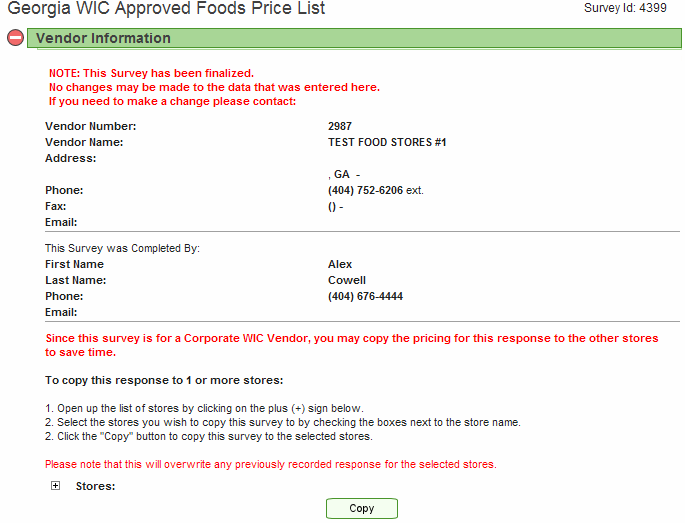 Georgia WIC Approved Foods Price List Survey Id: 4399
Vendor Information
NOTE: This Survey has been finalized.
No changes may be made to the data that was entered here.
If you need to make a change please contact:
Vendor Number: 2987
Vendor Name: TEST FOOD STORES #1
Address:
, GA -
Phone: (404) 752-6206 ext.
Fax: () -
Email:
This Survey was Completed By:
First Name Alex
Last Name: Cowell
Phone: (404) 676-4444
Email:
Since this survey is for a Corporate WIC Vendor, you may copy the pricing for this response to the other stores
to save time.
To copy this response to 1 or more stores:
1. Open up the list of stores by clicking on the plus (+) sign below.
2. Select the stores you wish to copy this survey to by checking the boxes next to the store name.
2. Click the "Copy" button to copy this survey to the selected stores.
Please note that this will overwrite any previously recorded response for the selected stores.
Stores:
Copy